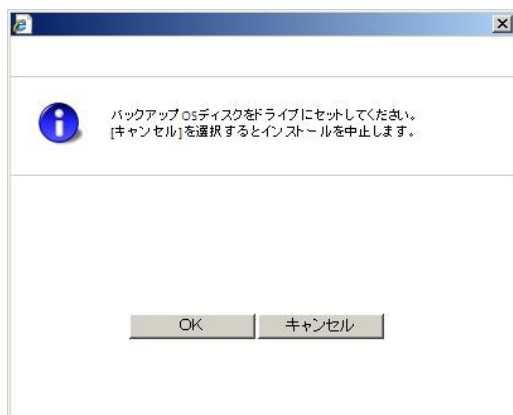 バックアップOSディスクをドライブにセットしてください。
[キャンセル]を選択するとインストールを中止します。
OK
キャンセル